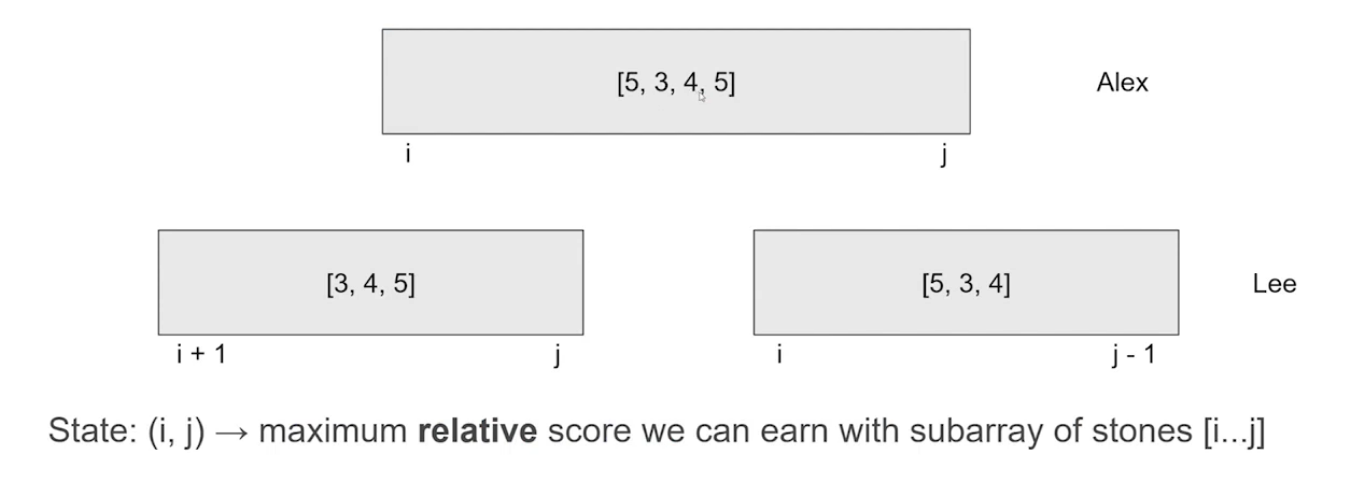 [5, 3, 4, 5] Alex
i j
[3, 4, 5] [5, 3, 4] Lee
i + 1 j i j - 1
State: (i, j) → maximum relative score we can earn with subarray of stones [i...j]